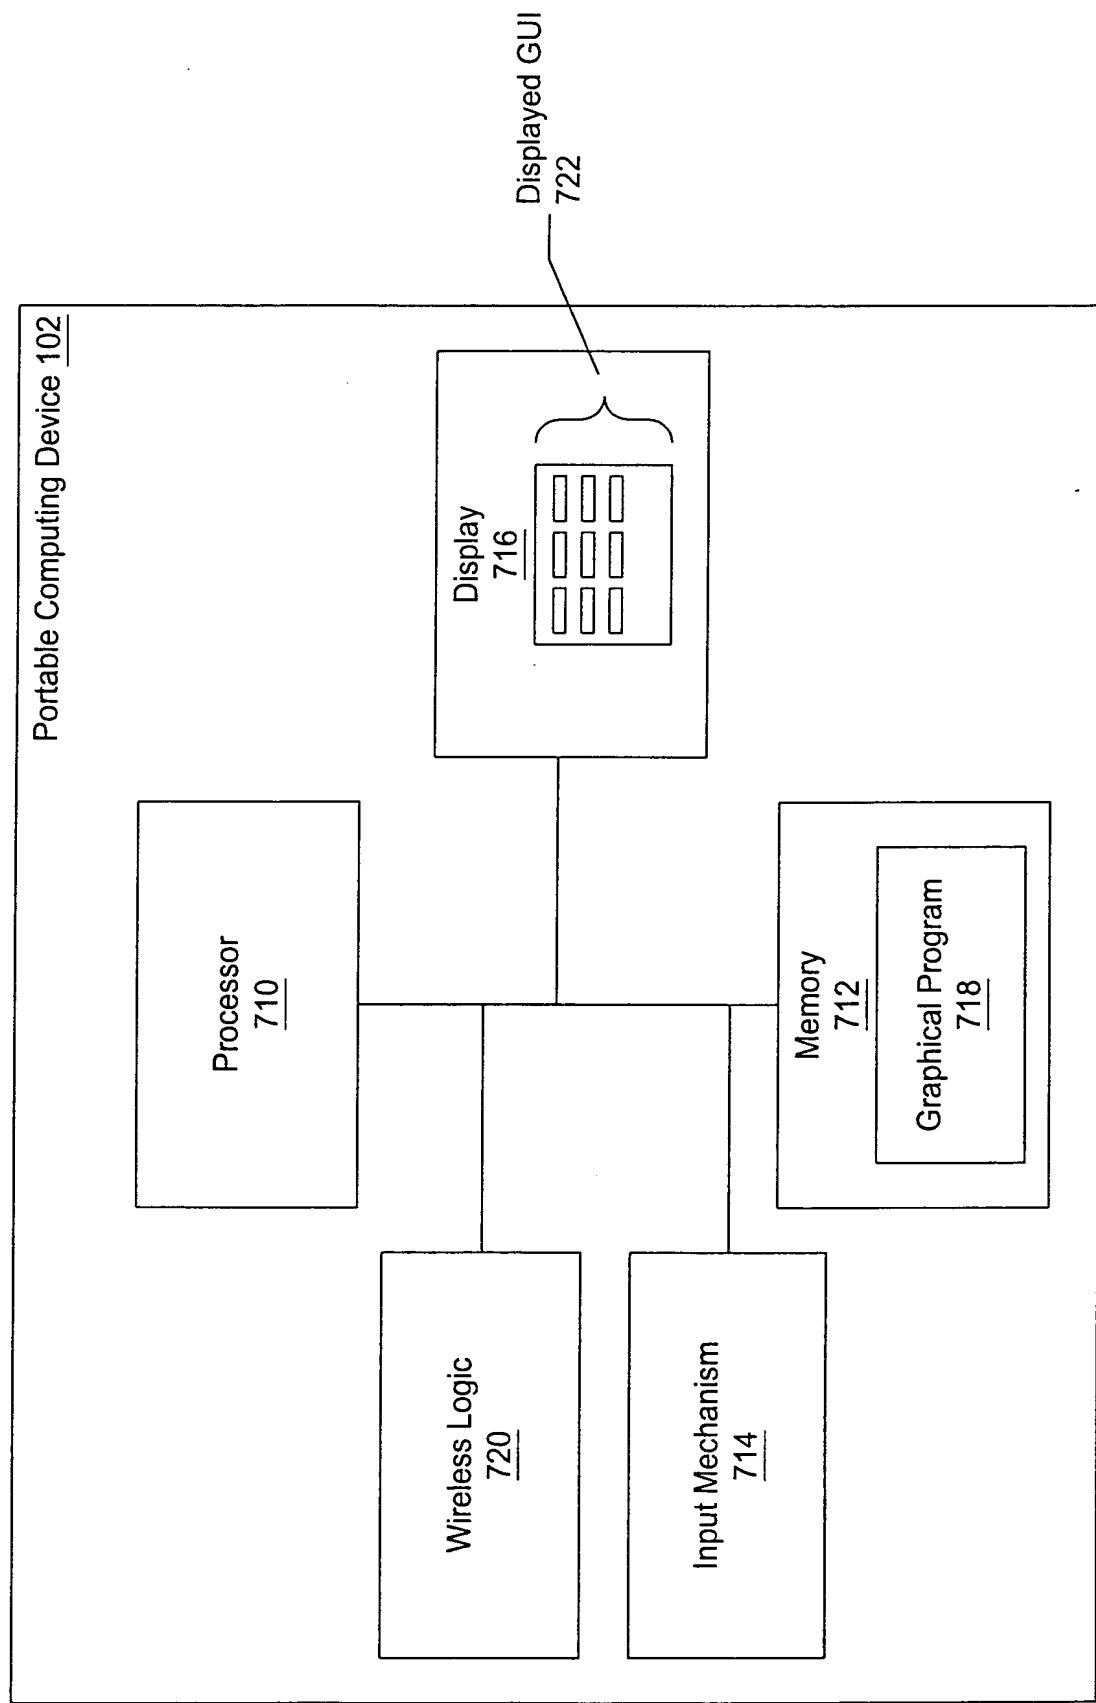 Portable Computing Device 102
Processor
710
Wireless Logic
720
Display
716
Displayed GUI
722
Input Mechanism
714
Memory
712
Graphical Program
718